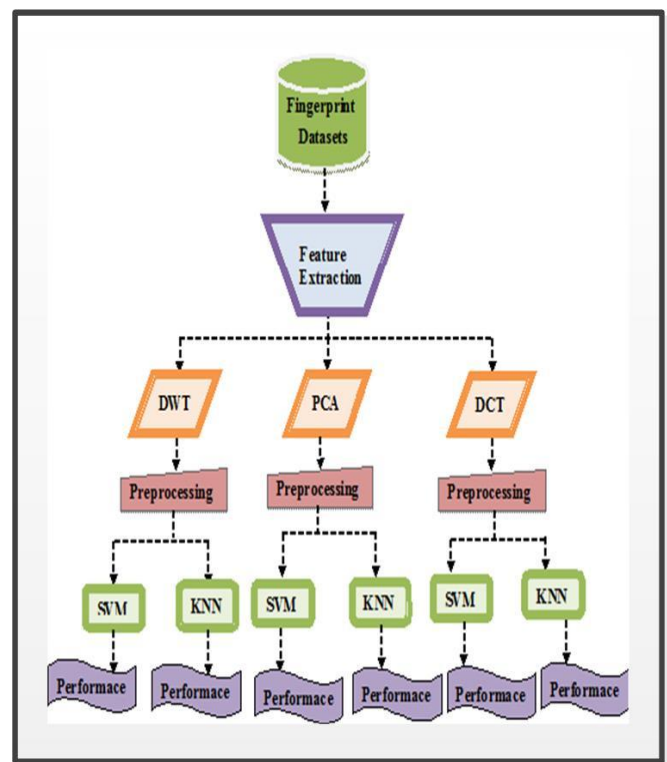 Fingerprint
Datasets
Feature
Extraction
DWT
PCA
DCT
Preprocessing
Preprocessing
Preprocessing
SVM
KNN
SVM
KNN
SVM
KNN
Performace
Performace
Performace
Performace
Performace
Performace